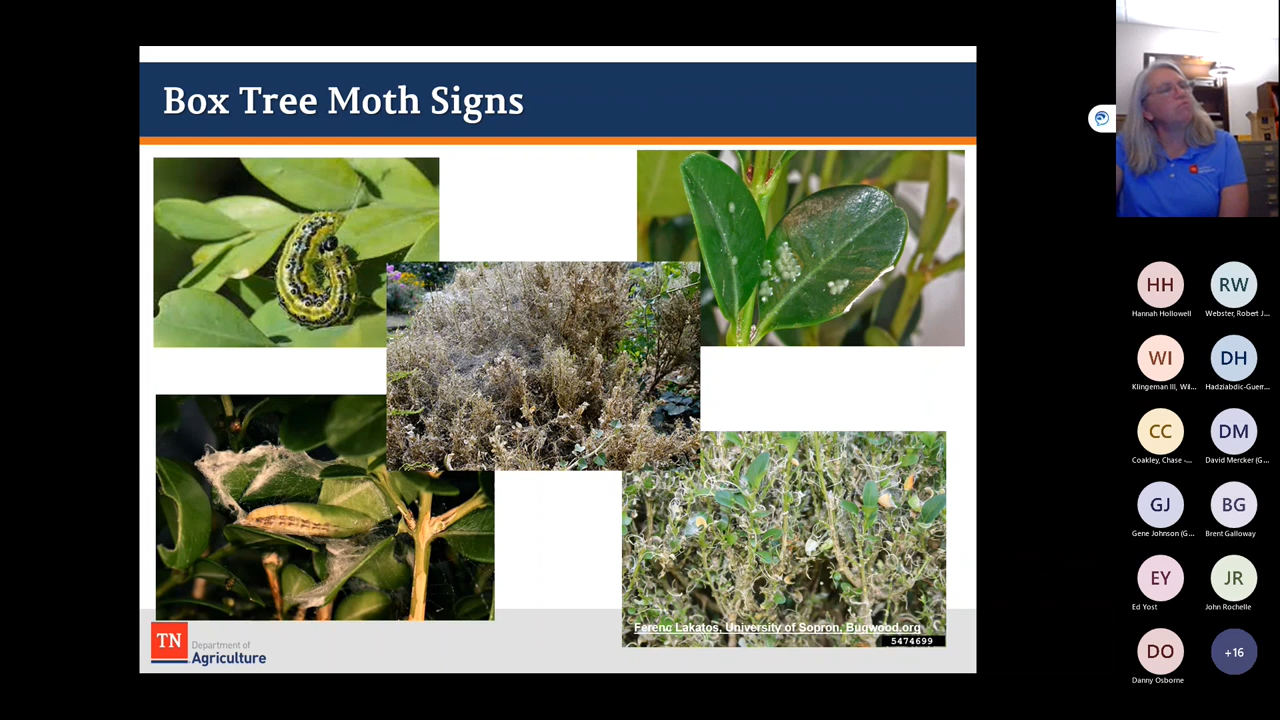 Box Tree Moth Signs
Ferenc Lakatos, University of Sopron, Bugwood.org
5474699
TN
Department of
Agriculture
HH
RW
Hannah Hollowell
Webster, Robert J...
WI
DH
Klingeman III, Wil...
Hadziabdic-Guerr...
CC
DM
Coakley, Chase -...
David Mercker (G...
GJ
BG
Gene Johnson (G...
Brent Galloway
EY
JR
Ed Yost
John Rochelle
DO
+16
Danny Osborne